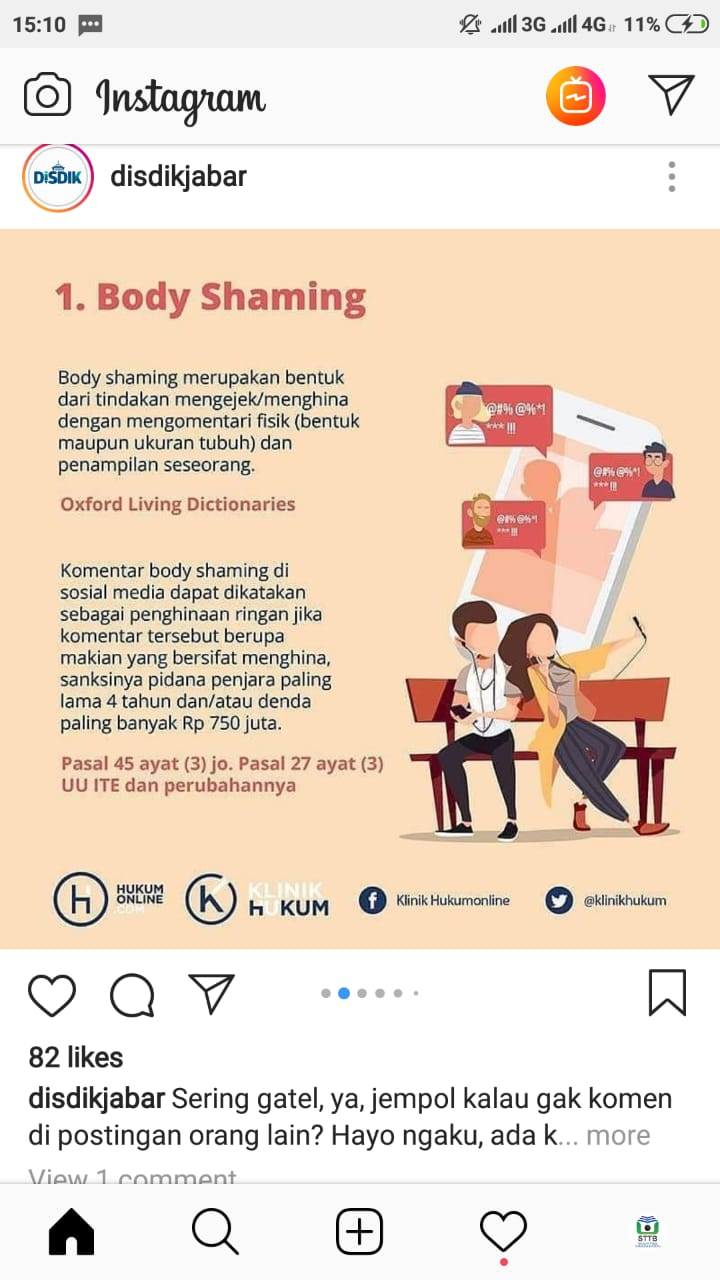 15:10 3G 4G 11%
Instagram
DiSDIK disdikjabar
1. Body Shaming
Body shaming merupakan bentuk
dari tindakan mengejek/menghina
dengan mengomentari fisik (bentuk
maupun ukuran tubuh) dan
penampilan seseorang.
Oxford Living Dictionaries
@#% @%*!
*** !!!
@#% @%*!
*** !!!
@#% @%*!
*** !!!
Komentar body shaming di
sosial media dapat dikatakan
sebagai penghinaan ringan jika
komentar tersebut berupa
makian yang bersifat menghina,
sanksinya pidana penjara paling
lama 4 tahun dan/atau denda
paling banyak Rp 750 juta.
Pasal 45 ayat (3) jo. Pasal 27 ayat (3)
UU ITE dan perubahannya
H HUKUM
ONLINE
.COM
K KLINIK
HUKUM
f Klinik Hukumonline
@klinikhukum
82 likes
disdikjabar Sering gatel, ya, jempol kalau gak komen
di postingan orang lain? Hayo ngaku, ada k... more
View 1 comment
STTB